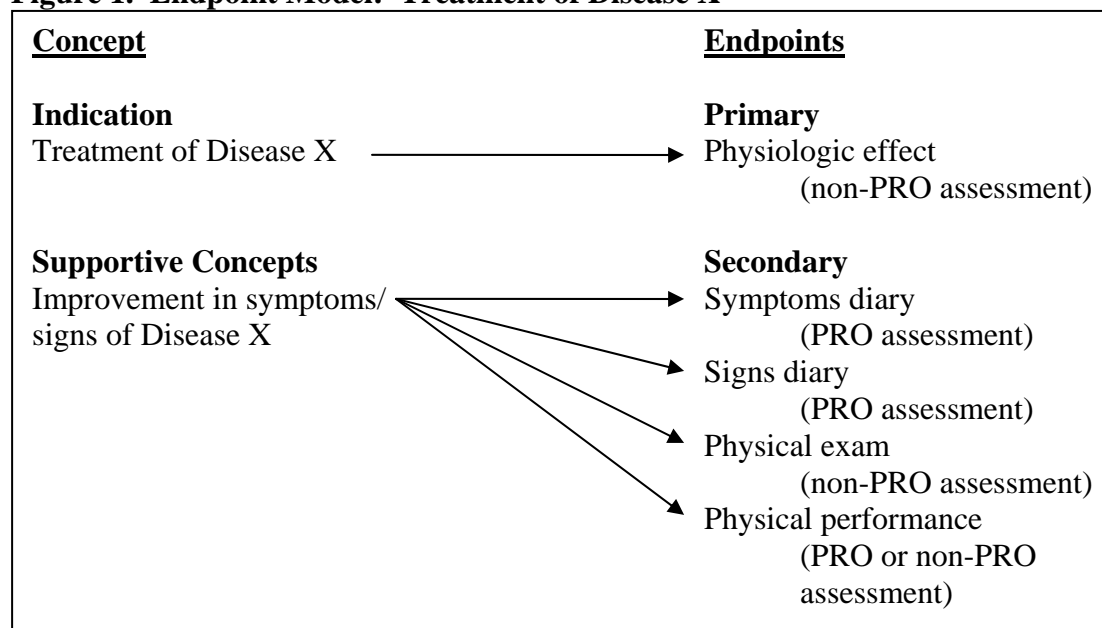 Figure 1. Endpoint Model: Treatment of Disease X
Concept
Endpoints
Indication
Primary
Treatment of Disease X
Physiologic effect
(non-PRO assessment)
Supportive Concepts
Secondary
Improvement in symptoms/
Symptoms diary
signs of Disease X
(PRO assessment)
Signs diary
(PRO assessment)
Physical exam
(non-PRO assessment)
Physical performance
(PRO or non-PRO
assessment)